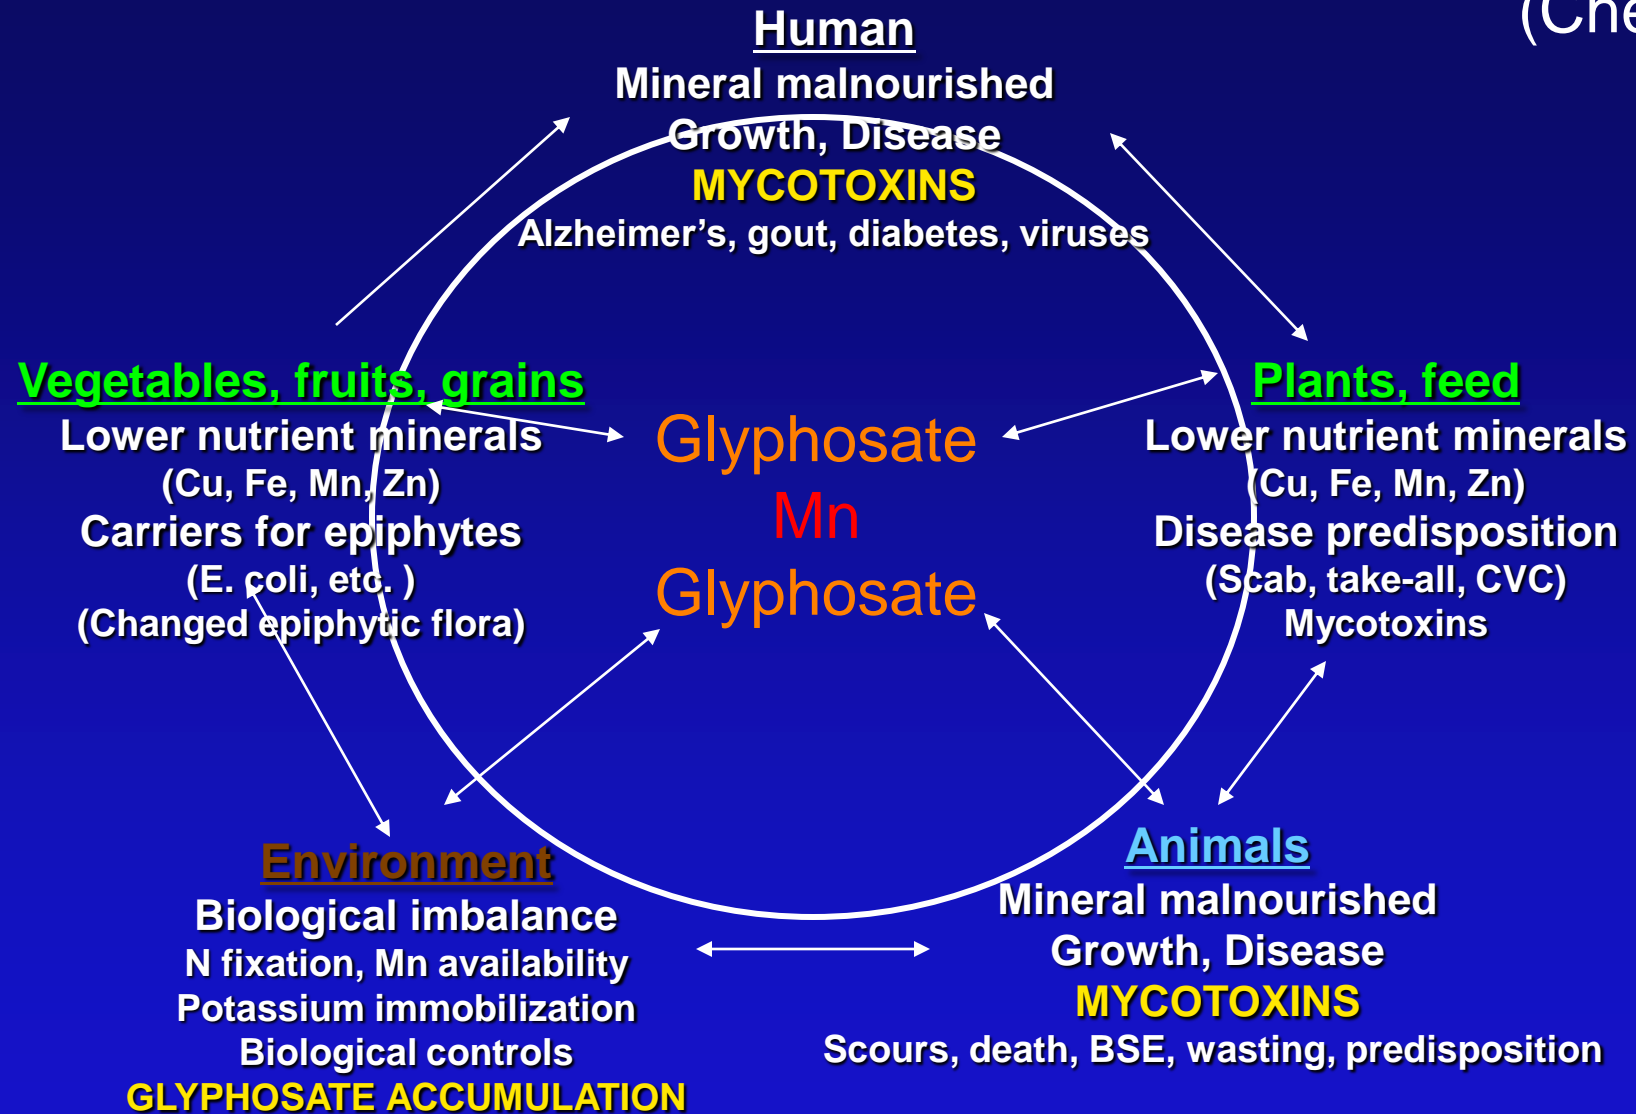 (Che
Human
Mineral malnourished
Growth, Disease
MYCOTOXINS
Alzheimer’s, gout, diabetes, viruses
Vegetables, fruits, grains
Lower nutrient minerals
(Cu, Fe, Mn, Zn)
Carriers for epiphytes
(E. coli, etc. )
(Changed epiphytic flora)
Glyphosate
Mn
Glyphosate
Plants, feed
Lower nutrient minerals
(Cu, Fe, Mn, Zn)
Disease predisposition
(Scab, take-all, CVC)
Mycotoxins
Environment
Biological imbalance
N fixation, Mn availability
Potassium immobilization
Biological controls
GLYPHOSATE ACCUMULATION
Animals
Mineral malnourished
Growth, Disease
MYCOTOXINS
Scours, death, BSE, wasting, predisposition